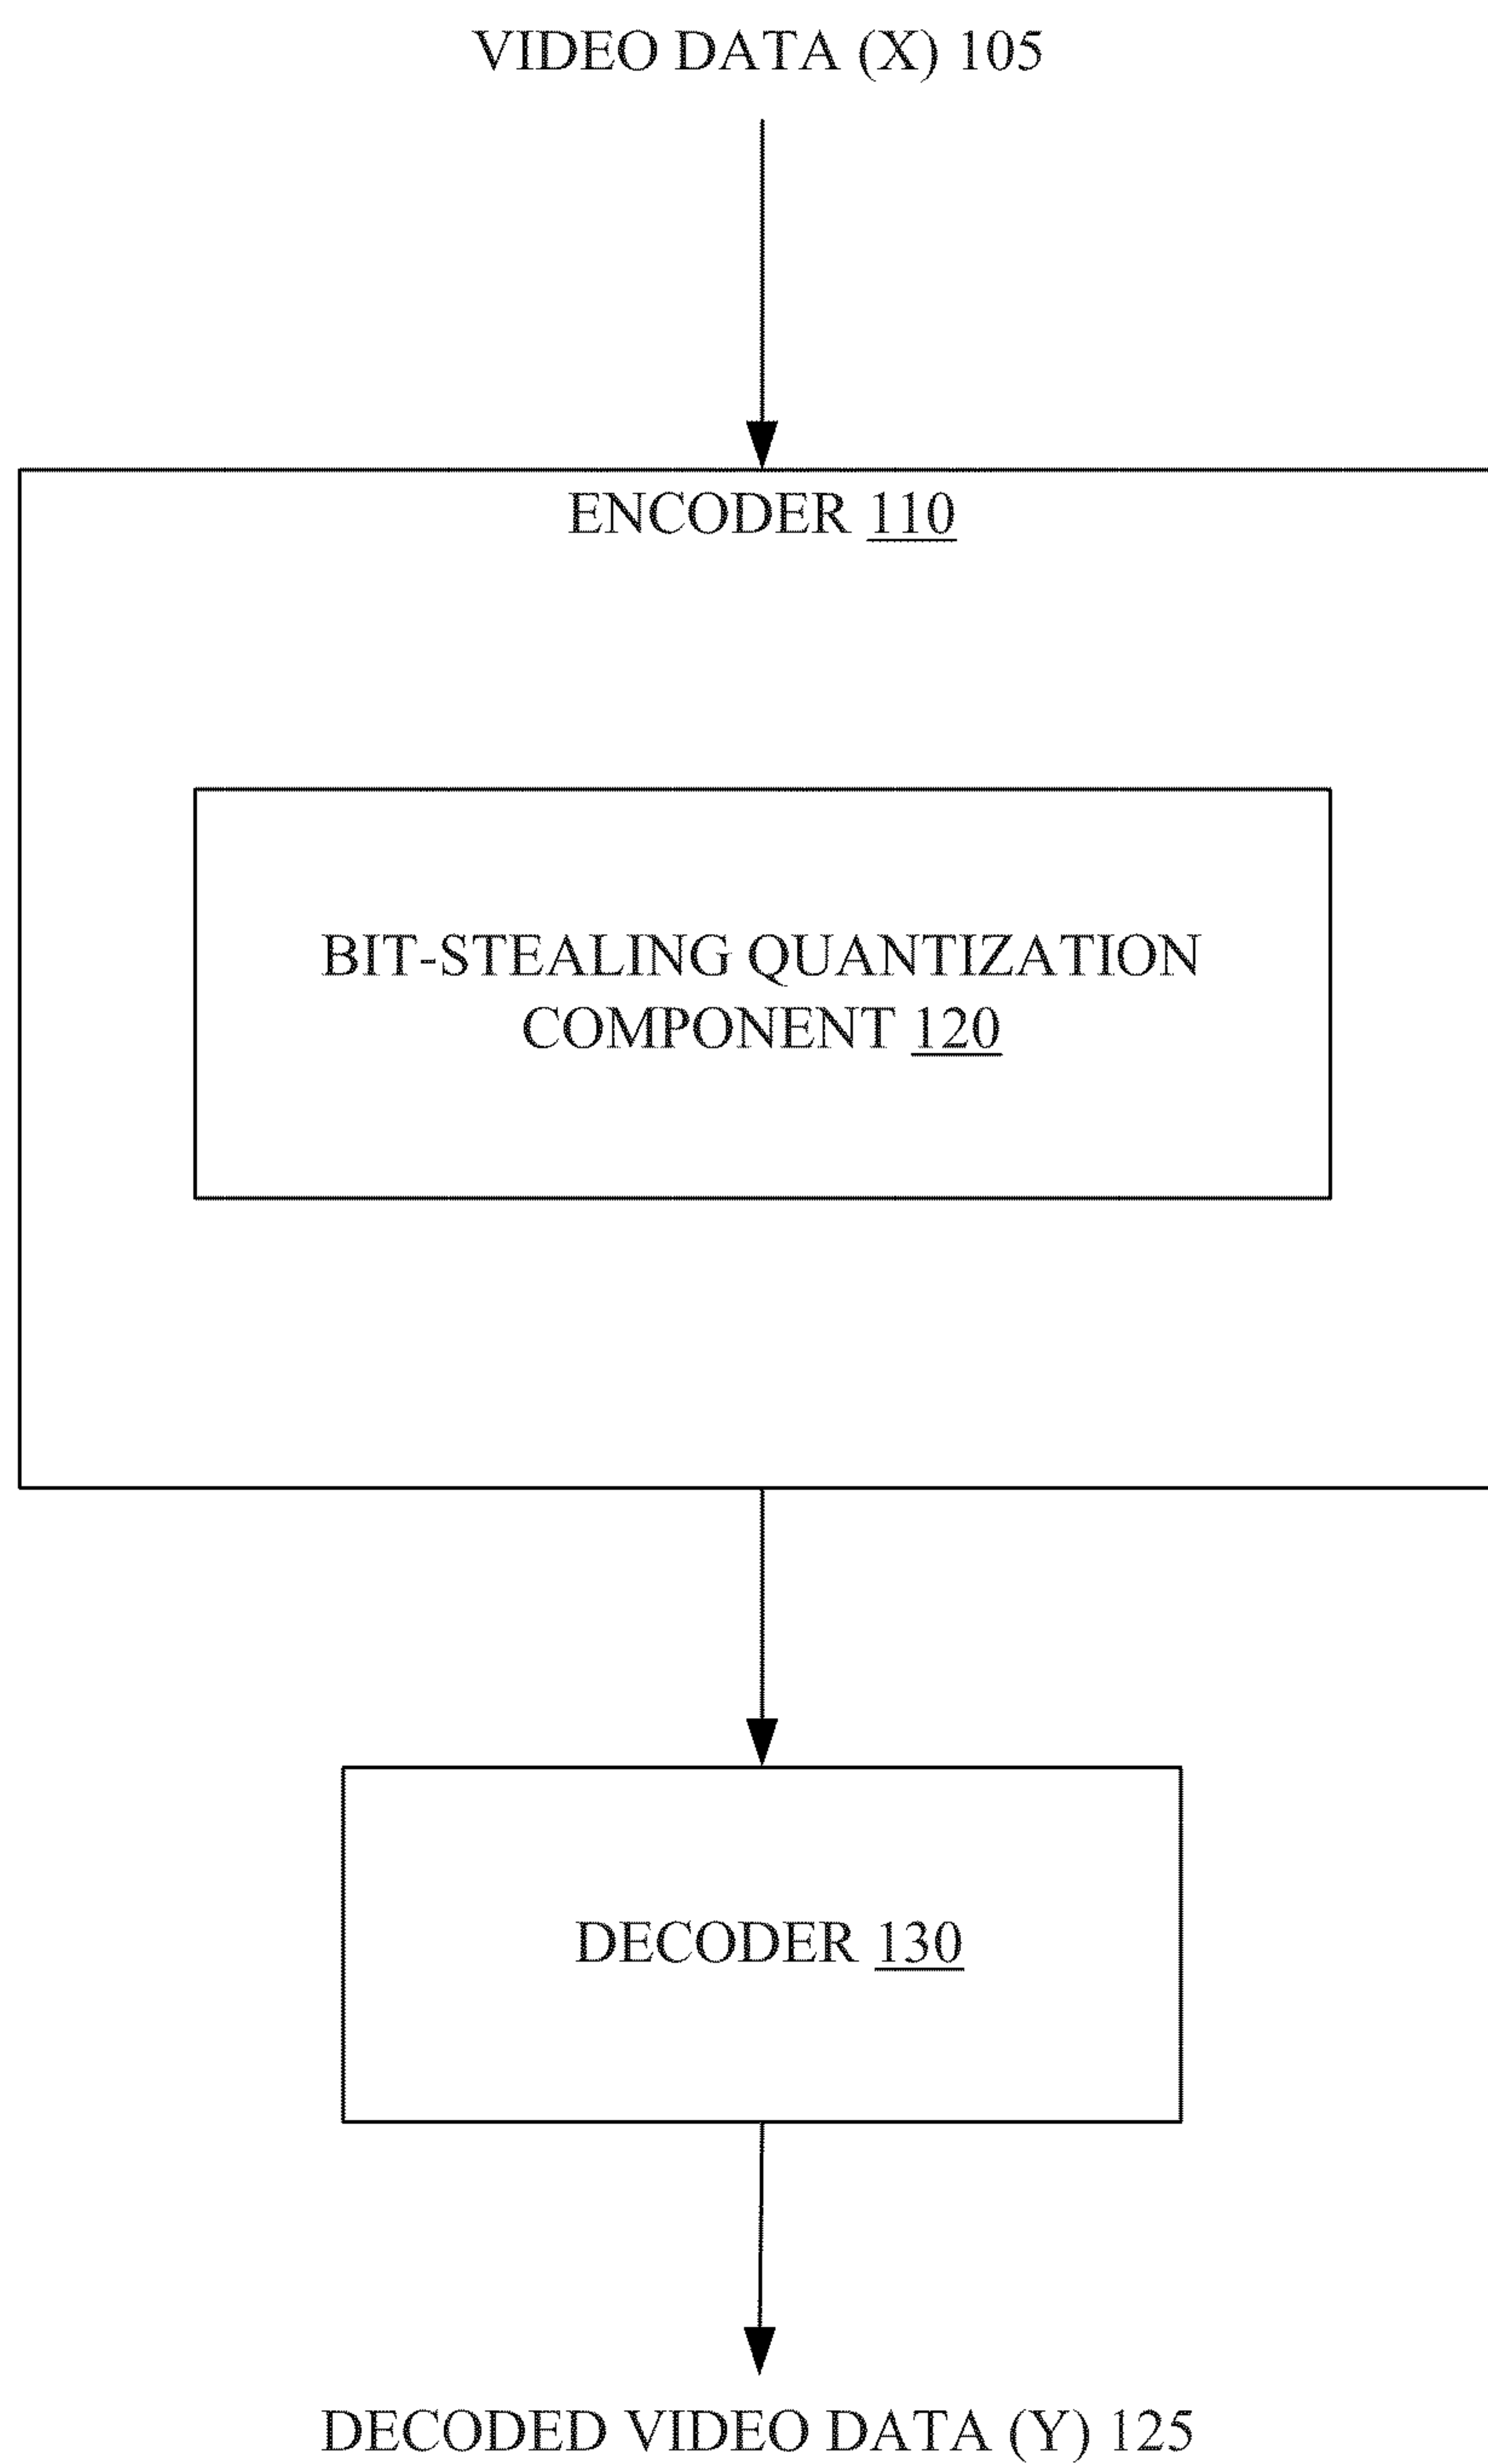 VIDEO DATA (X) 105
ENCODER 110
BIT-STEALING QUANTIZATION
COMPONENT 120
DECODER 130
DECODED VIDEO DATA (Y) 125